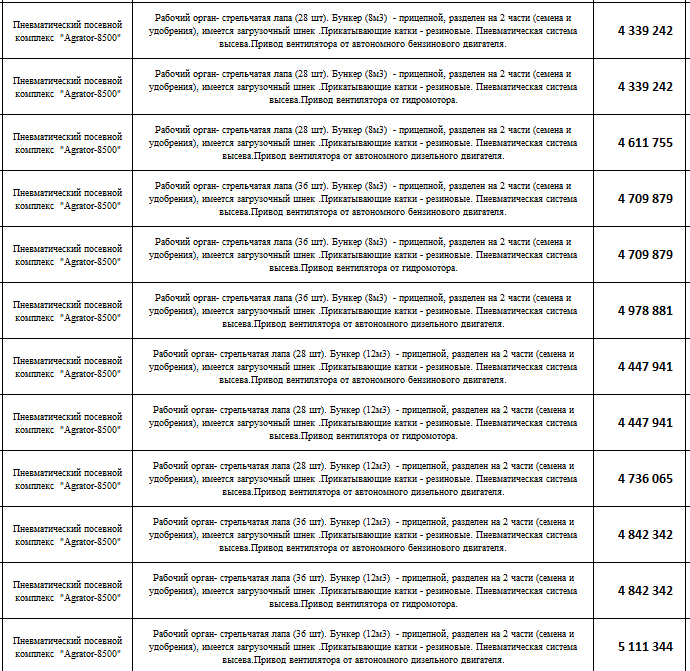 Пневматический посевной
комплекс "Agrator-8500"
Рабочий орган- стрельчатая лапа (28 шт). Бункер (8м3) - прицепной, разделен на 2 части (семена и
удобрения), имеется загрузочный шнек .Прикатывающие катки - резиновые. Пневматическая система
высева.Привод вентилятора от автономного бензинового двигателя.
4 339 242
Пневматический посевной
комплекс "Agrator-8500"
Рабочий орган- стрельчатая лапа (28 шт). Бункер (8м3) - прицепной, разделен на 2 части (семена и
удобрения), имеется загрузочный шнек .Прикатывающие катки - резиновые. Пневматическая система
высева.Привод вентилятора от гидромотора.
4 339 242
Пневматический посевной
комплекс "Agrator-8500"
Рабочий орган- стрельчатая лапа (28 шт). Бункер (8м3) - прицепной, разделен на 2 части (семена и
удобрения), имеется загрузочный шнек .Прикатывающие катки - резиновые. Пневматическая система
высева.Привод вентилятора от автономного дизельного двигателя.
4 611 755
Пневматический посевной
комплекс "Agrator-8500"
Рабочий орган- стрельчатая лапа (36 шт). Бункер (8м3) - прицепной, разделен на 2 части (семена и
удобрения), имеется загрузочный шнек .Прикатывающие катки - резиновые. Пневматическая система
высева.Привод вентилятора от автономного бензинового двигателя.
4 709 879
Пневматический посевной
комплекс "Agrator-8500"
Рабочий орган- стрельчатая лапа (36 шт). Бункер (8м3) - прицепной, разделен на 2 части (семена и
удобрения), имеется загрузочный шнек .Прикатывающие катки - резиновые. Пневматическая система
высева.Привод вентилятора от гидромотора.
4 709 879
Пневматический посевной
комплекс "Agrator-8500"
Рабочий орган- стрельчатая лапа (36 шт). Бункер (8м3) - прицепной, разделен на 2 части (семена и
удобрения), имеется загрузочный шнек .Прикатывающие катки - резиновые. Пневматическая система
высева.Привод вентилятора от автономного дизельного двигателя.
4 978 881
Пневматический посевной
комплекс "Agrator-8500"
Рабочий орган- стрельчатая лапа (28 шт). Бункер (12м3) - прицепной, разделен на 2 части (семена и
удобрения), имеется загрузочный шнек .Прикатывающие катки - резиновые. Пневматическая система
высева.Привод вентилятора от автономного бензинового двигателя.
4 447 941
Пневматический посевной
комплекс "Agrator-8500"
Рабочий орган- стрельчатая лапа (28 шт). Бункер (12м3) - прицепной, разделен на 2 части (семена и
удобрения), имеется загрузочный шнек .Прикатывающие катки - резиновые. Пневматическая система
высева.Привод вентилятора от гидромотора.
4 447 941
Пневматический посевной
комплекс "Agrator-8500"
Рабочий орган- стрельчатая лапа (28 шт). Бункер (12м3) - прицепной, разделен на 2 части (семена и
удобрения), имеется загрузочный шнек .Прикатывающие катки - резиновые. Пневматическая система
высева.Привод вентилятора от автономного дизельного двигателя.
4 736 065
Пневматический посевной
комплекс "Agrator-8500"
Рабочий орган- стрельчатая лапа (36 шт). Бункер (12м3) - прицепной, разделен на 2 части (семена и
удобрения), имеется загрузочный шнек .Прикатывающие катки - резиновые. Пневматическая система
высева.Привод вентилятора от автономного бензинового двигателя.
4 842 342
Пневматический посевной
комплекс "Agrator-8500"
Рабочий орган- стрельчатая лапа (36 шт). Бункер (12м3) - прицепной, разделен на 2 части (семена и
удобрения), имеется загрузочный шнек .Прикатывающие катки - резиновые. Пневматическая система
высева.Привод вентилятора от гидромотора.
4 842 342
Пневматический посевной
комплекс "Agrator-8500"
Рабочий орган- стрельчатая лапа (36 шт). Бункер (12м3) - прицепной, разделен на 2 части (семена и
удобрения), имеется загрузочный шнек .Прикатывающие катки - резиновые. Пневматическая система
высева.Привод вентилятора от автономного дизельного двигателя.
5 111 344